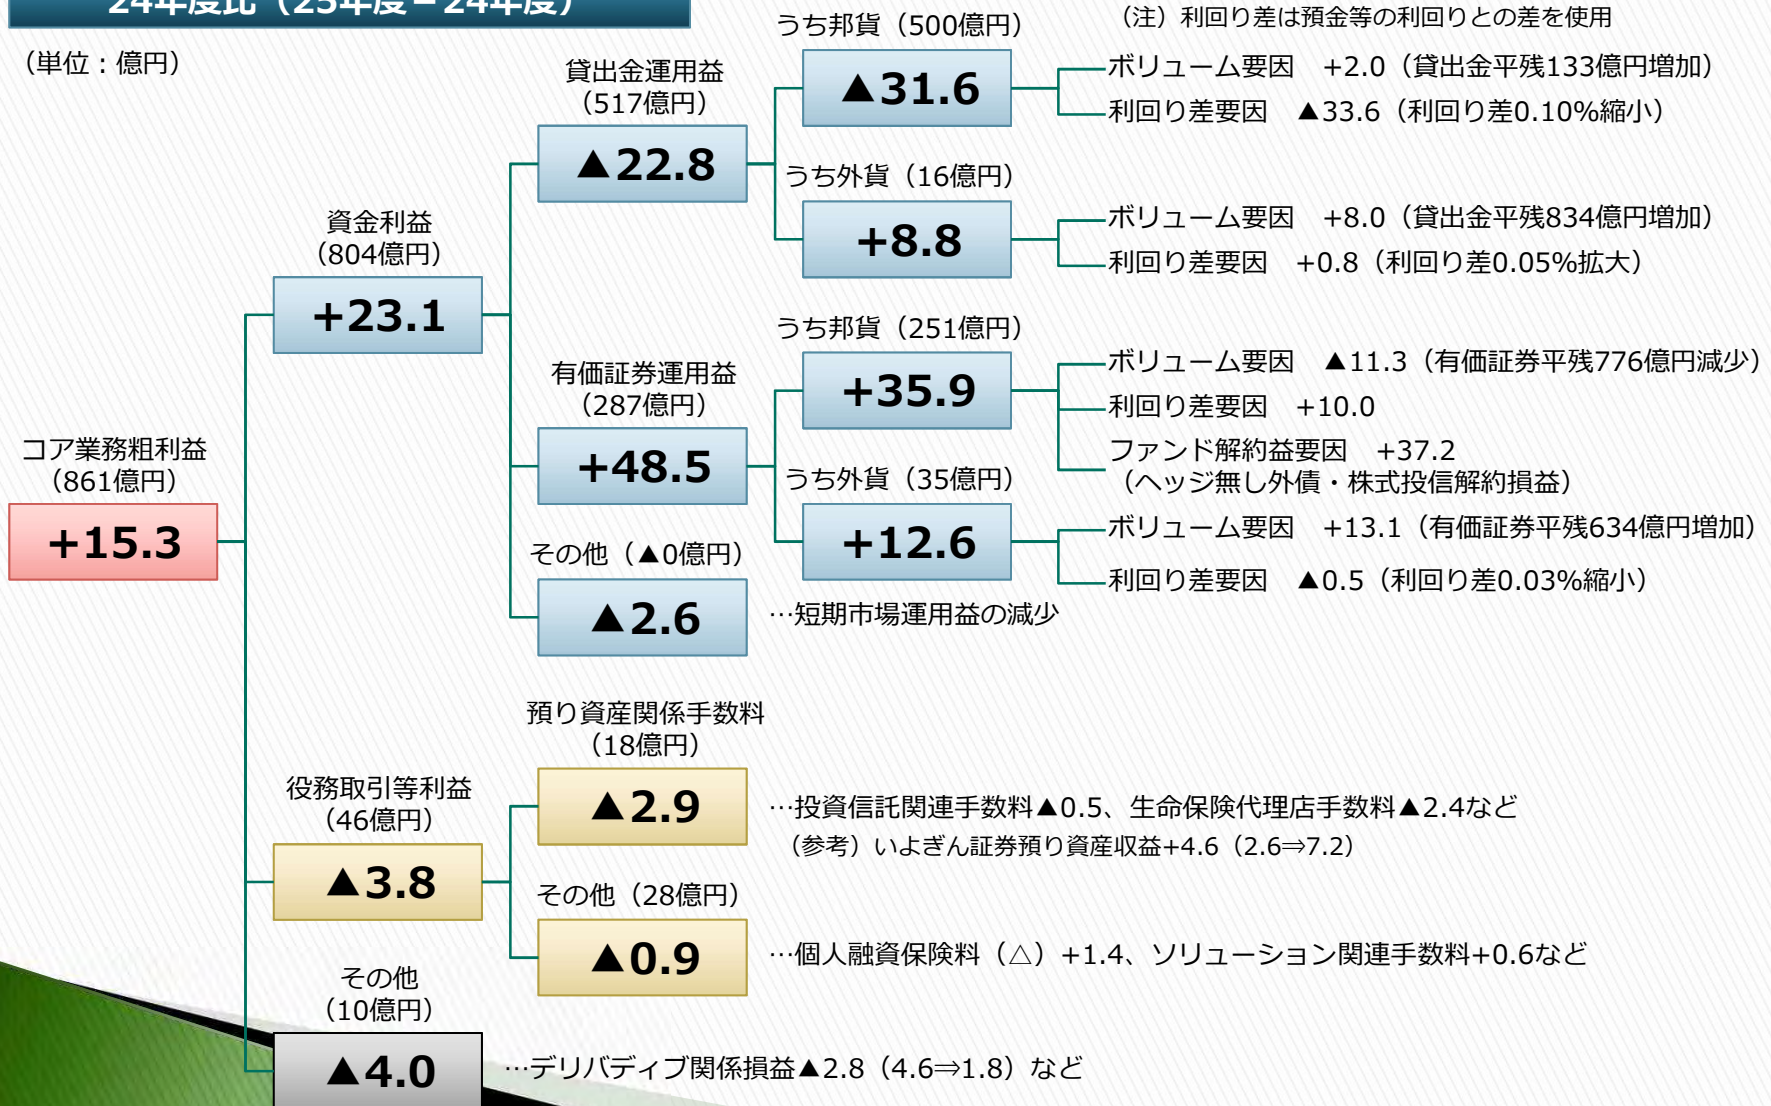 24年度比（25年度－24年度）
（単位：億円）
（注）利回り差は預金等の利回りとの差を使用
コア業務粗利益
（861億円）
+15.3
資金利益
（804億円）
+23.1
貸出金運用益
（517億円）
▲22.8
うち邦貨（500億円）
▲31.6
ボリューム要因　+2.0（貸出金平残133億円増加）
利回り差要因　▲33.6（利回り差0.10%縮小）
うち外貨（16億円）
+8.8
ボリューム要因　+8.0（貸出金平残834億円増加）
利回り差要因　+0.8（利回り差0.05%拡大）
有価証券運用益
（287億円）
+48.5
うち邦貨（251億円）
+35.9
ボリューム要因　▲11.3（有価証券平残776億円減少）
利回り差要因　+10.0
ファンド解約益要因　+37.2
（ヘッジ無し外債・株式投信解約損益）
うち外貨（35億円）
+12.6
ボリューム要因　+13.1（有価証券平残634億円増加）
利回り差要因　▲0.5（利回り差0.03%縮小）
その他（▲0億円）
▲2.6
…短期市場運用益の減少
役務取引等利益
（46億円）
▲3.8
預り資産関係手数料
（18億円）
▲2.9
…投資信託関連手数料▲0.5、生命保険代理店手数料▲2.4など
（参考）いよぎん証券預り資産収益+4.6（2.6⇒7.2）
その他（28億円）
▲0.9
…個人融資保険料（△）+1.4、ソリューション関連手数料+0.6など
その他
（10億円）
▲4.0
…デリバディブ関係損益▲2.8（4.6⇒1.8）など